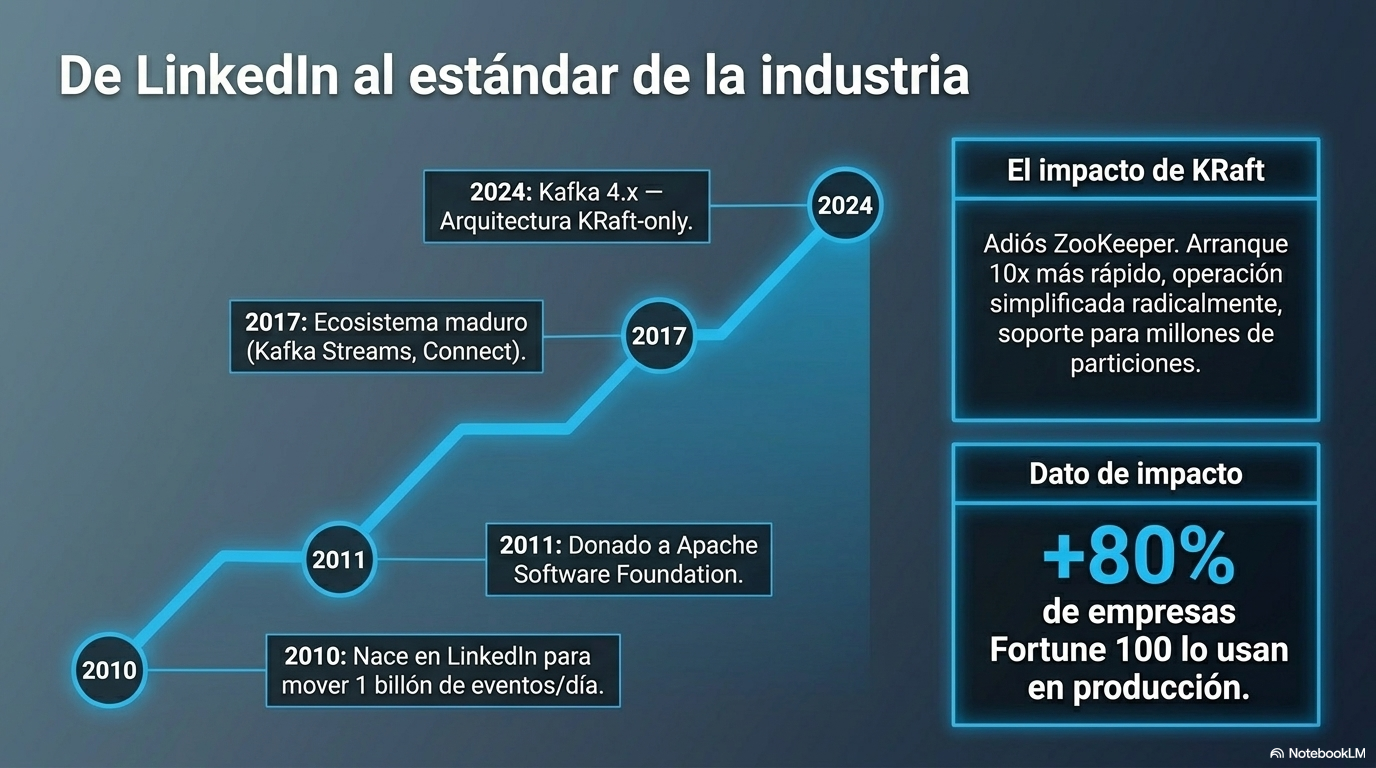 De LinkedIn al estándar de la industria
2024: Kafka 4.x —
Arquitectura KRaft-only.
2024
2017: Ecosistema maduro
(Kafka Streams, Connect).
2017
2011
2011: Donado a Apache
Software Foundation.
2010
2010: Nace en LinkedIn para
mover 1 billón de eventos/día.
El impacto de KRaft
Adiós ZooKeeper. Arranque
10x más rápido, operación
simplificada radicalmente,
soporte para millones de
particiones.
Dato de impacto
+80%
de empresas
Fortune 100 lo usan
en producción.
NotebookLM